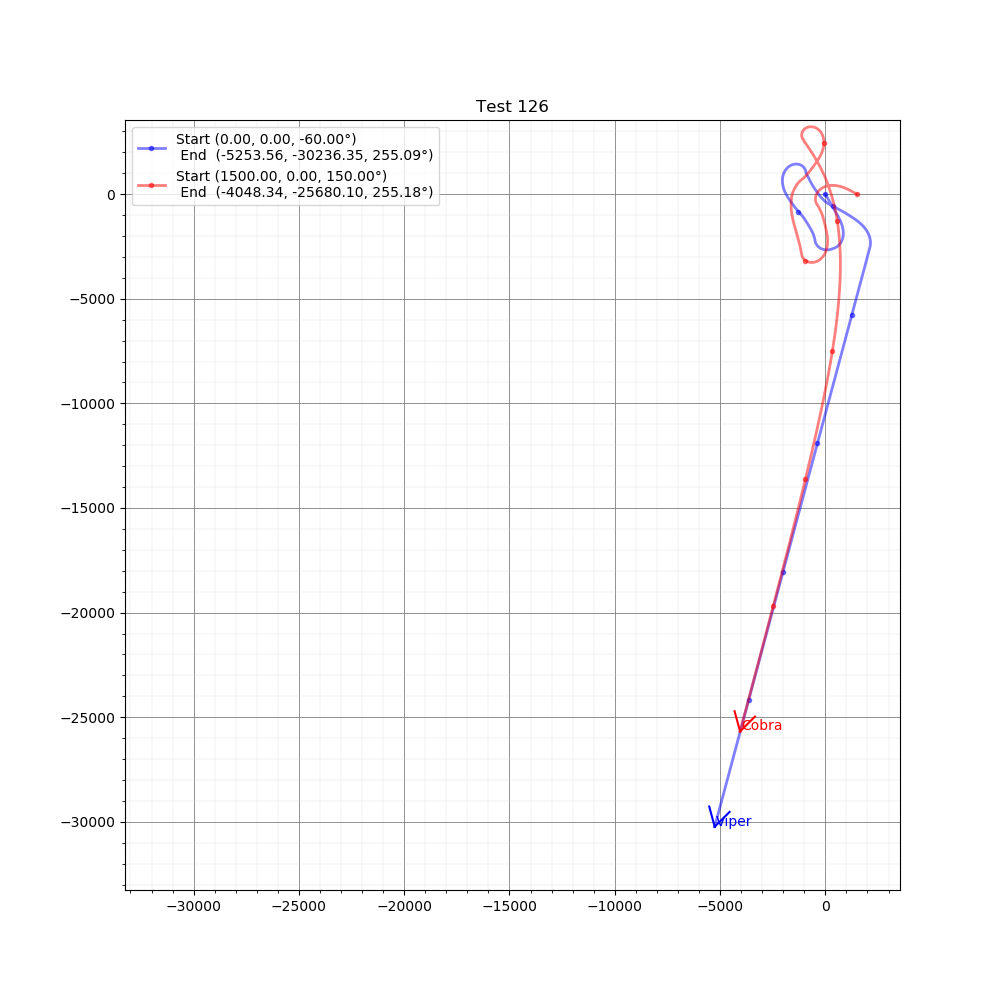 Test 126
Start (0.00, 0.00, -60.00°)
End (-5253.56, -30236.35, 255.09°)
Start (1500.00, 0.00, 150.00°)
End (-4048.34, -25680.10, 255.18°)
0
−5000
−10000
−15000
−20000
−25000
−30000
Cobra
Viper
−30000 −25000 −20000 −15000 −10000 −5000 0